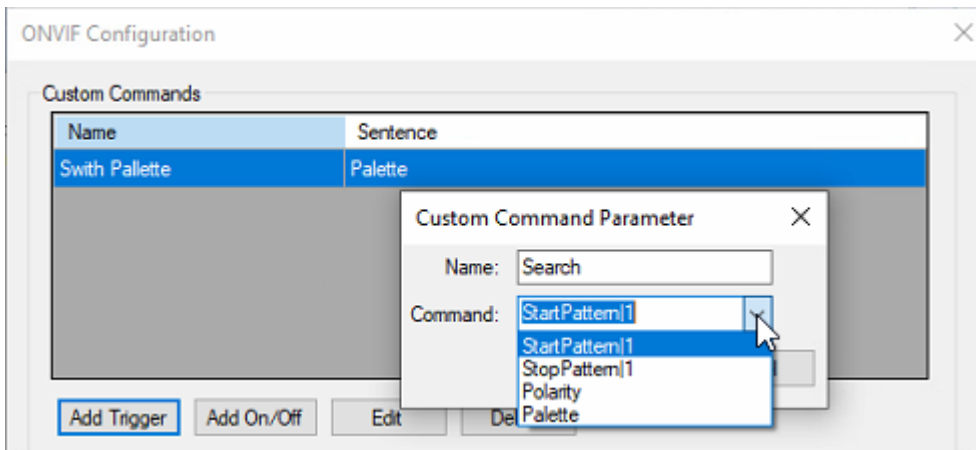 ONVIF Configuration
Custom Commands
Name Sentence
Swith Pallette Palette
Custom Command Parameter
Name: Search
Command: StartPattern|1
StartPattern|1
StopPattern|1
Polarity
Palette
Add Trigger Add On/Off Edit